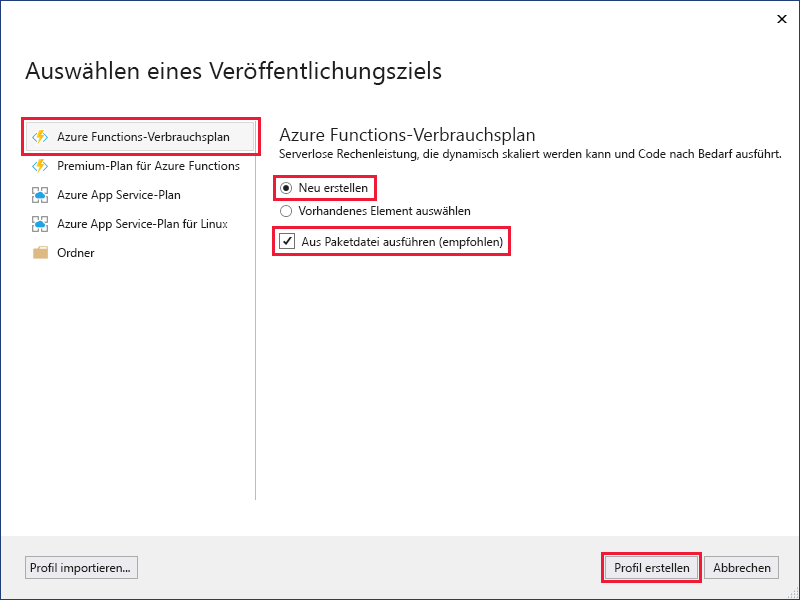 Auswählen eines Veröffentlichungsziels
Azure Functions-Verbrauchsplan
Premium-Plan für Azure Functions
Azure App Service-Plan
Azure App Service-Plan für Linux
Ordner
Azure Functions-Verbrauchsplan
Serverlose Rechenleistung, die dynamisch skaliert werden kann und Code nach Bedarf ausführt.
Neu erstellen
Vorhandenes Element auswählen
Aus Paketdatei ausführen (empfohlen)
Profil importieren...
Profil erstellen
Abbrechen